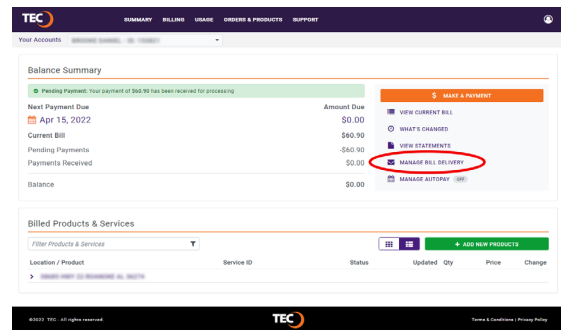 TEC
SUMMARY BILLING USAGE ORDERS & PRODUCTS SUPPORT
Your Accounts
Balance Summary
Pending Payment: Your payment of $60.90 has been received for processing
Next Payment Due Amount Due
Apr 15, 2022 $0.00
Current Bill $60.90
Pending Payments -$60.90
Payments Received $0.00
Balance $0.00
$ MAKE A PAYMENT
VIEW CURRENT BILL
WHAT'S CHANGED
VIEW STATEMENTS
MANAGE BILL DELIVERY
MANAGE AUTOPAY OFF
Billed Products & Services
Filter Products & Services
+ ADD NEW PRODUCTS
Location / Product Service ID Status Updated Qty Price Change
©2022 TEC - All rights reserved.
TEC
Terms & Conditions | Privacy Policy